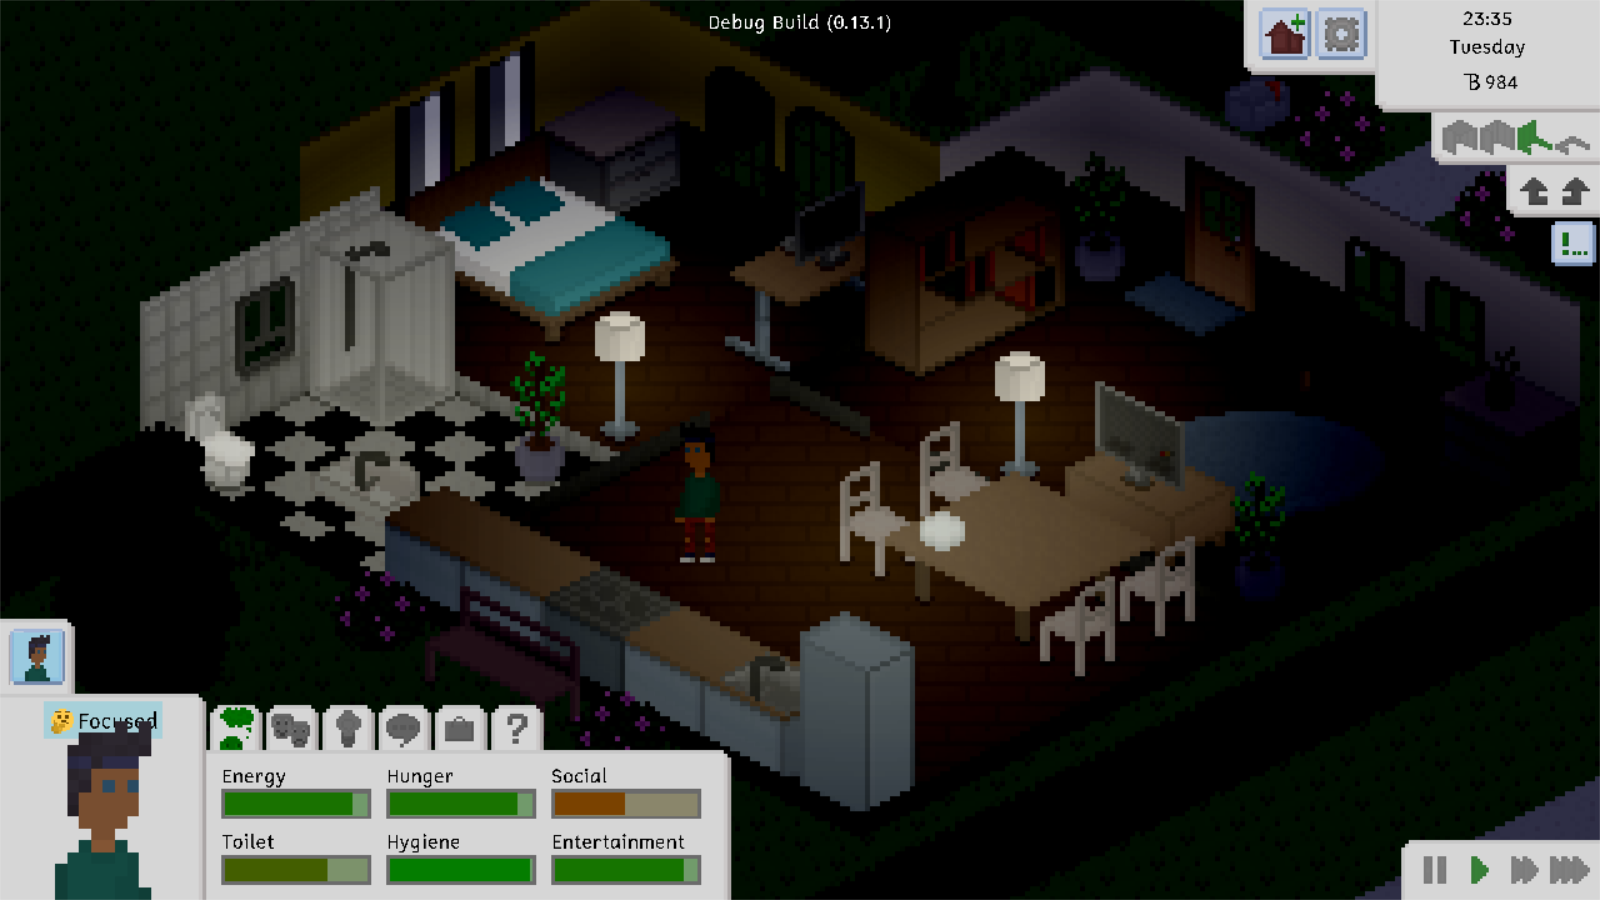 Debug Build (0.13.1)
23:35
Tuesday
Ɓ 984
Focused
Energy
Hunger
Social
Toilet
Hygiene
Entertainment